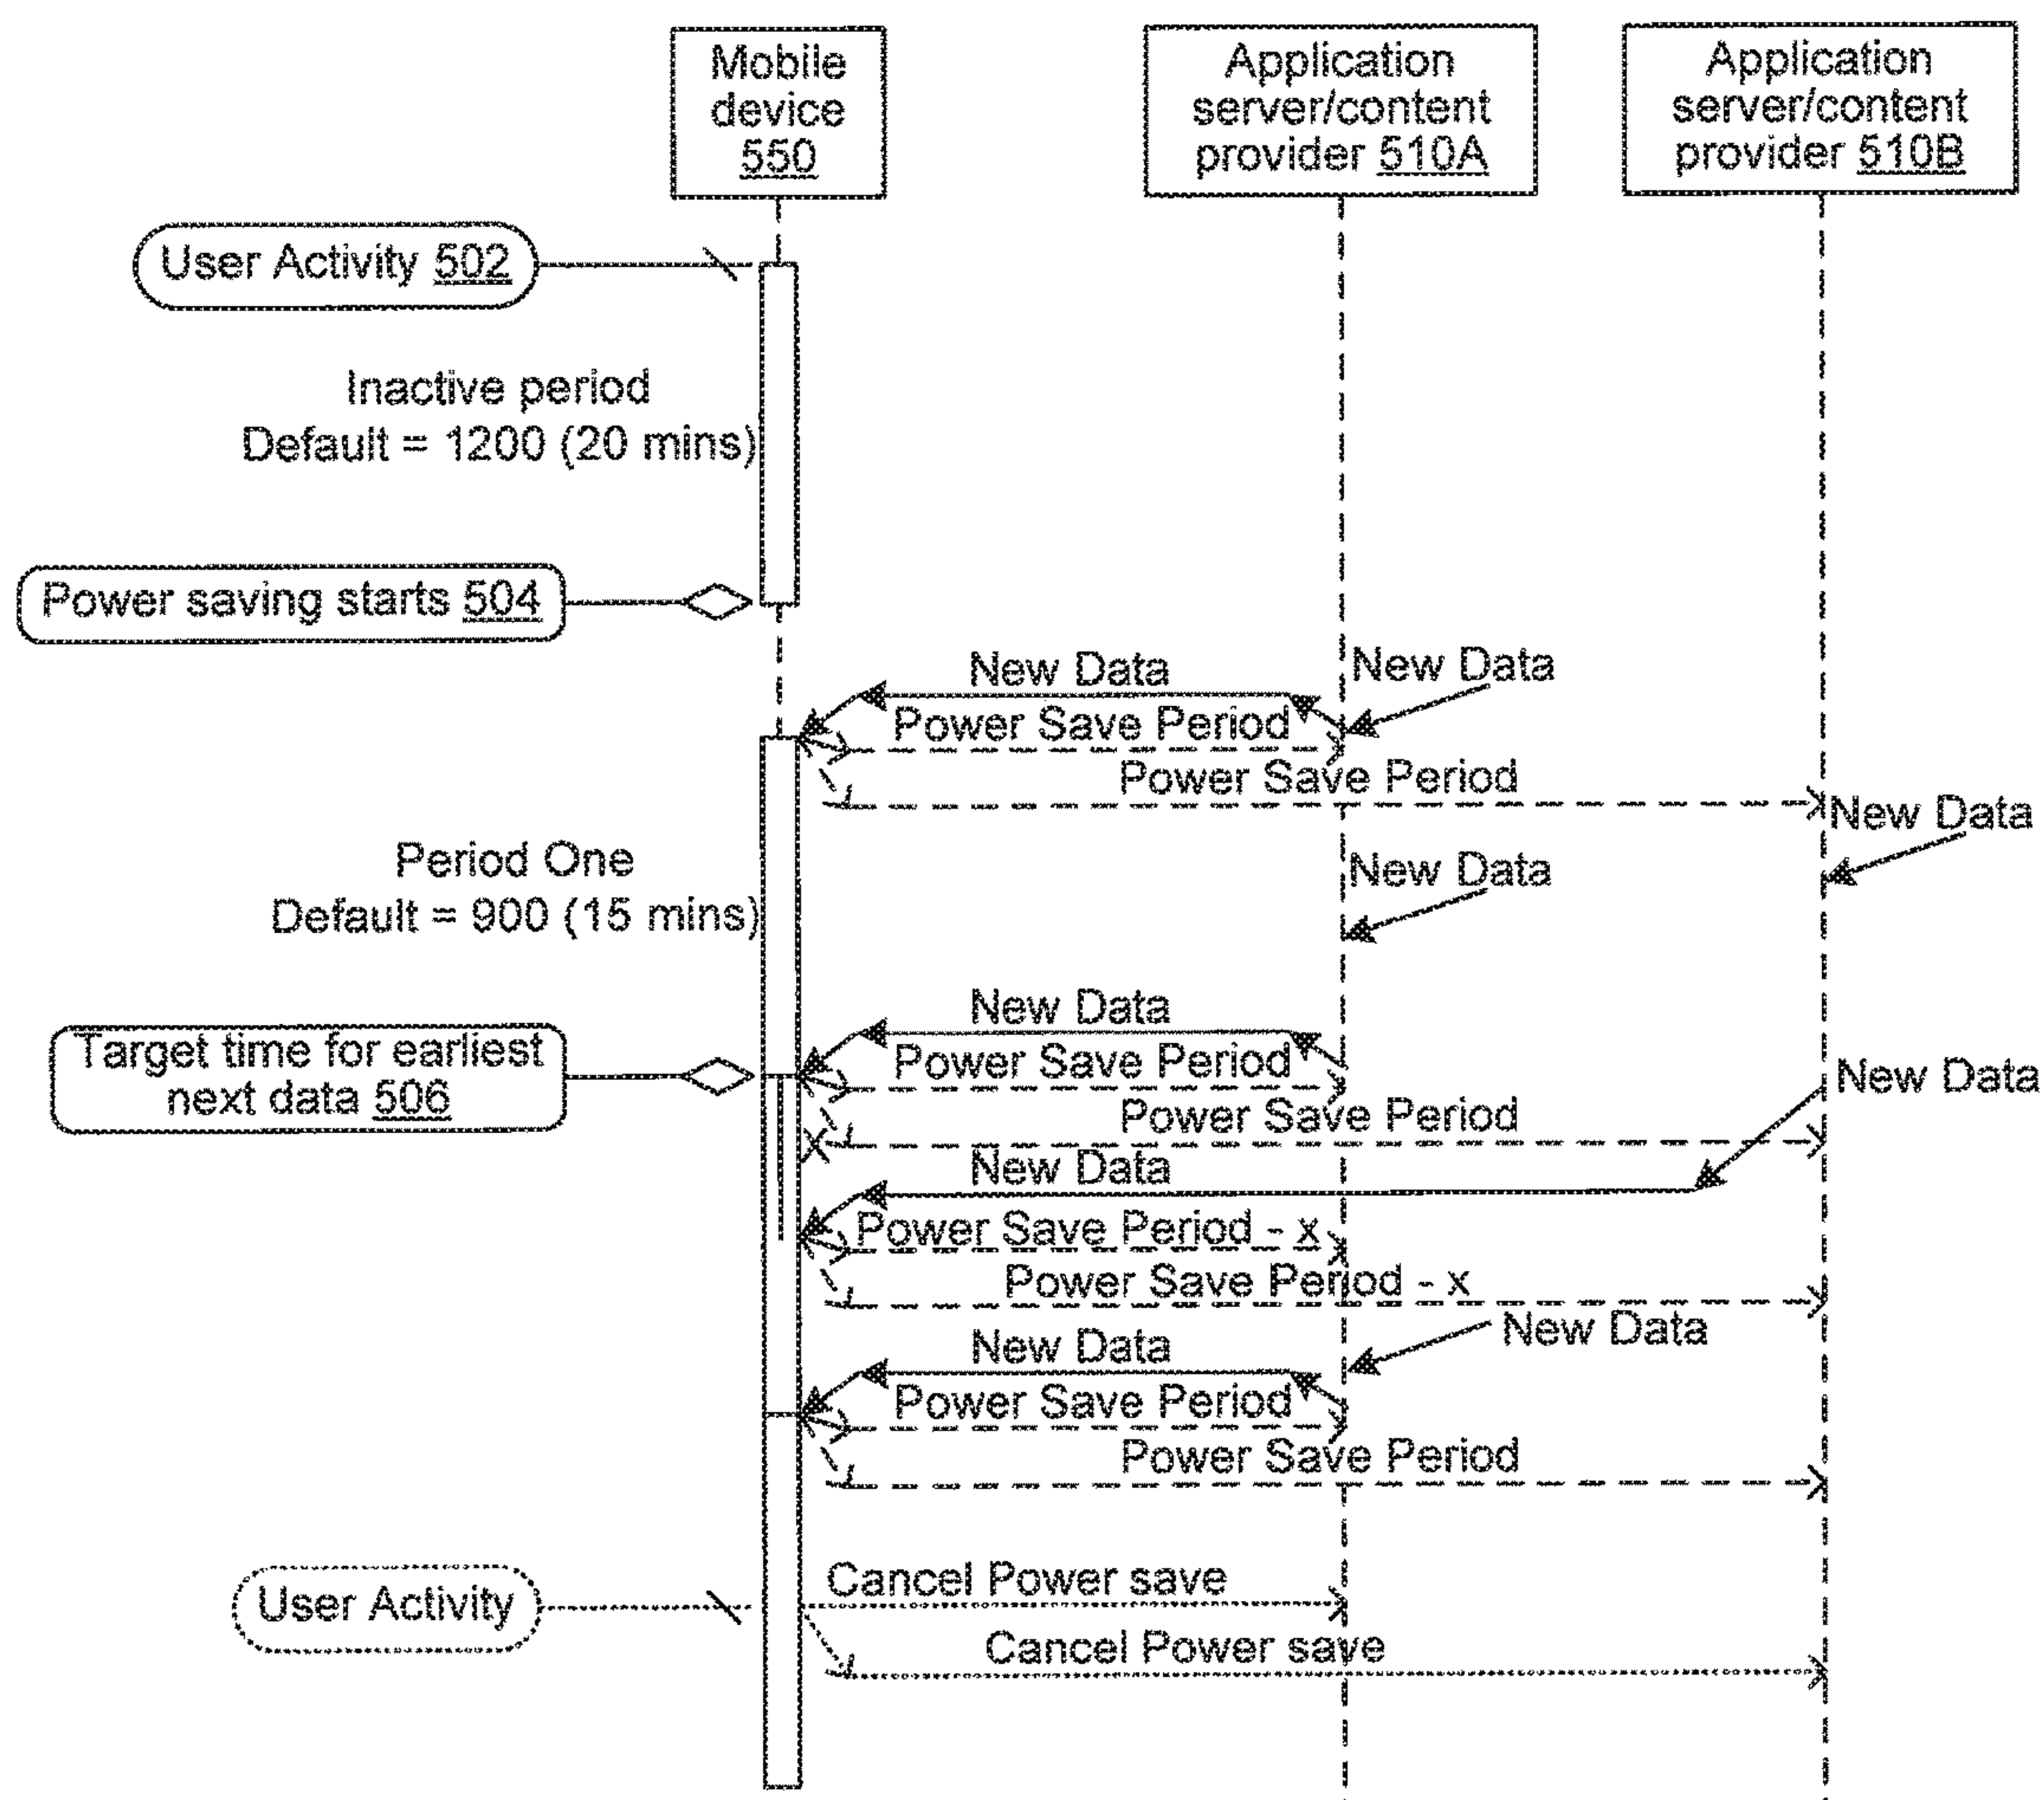 Mobile
device
550
Application
server/content
provider 510A
Application
server/content
provider 510B
User Activity 502
Inactive period
Default = 1200 (20 mins)
Power saving starts 504
New Data
New Data
Power Save Period
Power Save Period
New Data
Period One
Default = 900 (15 mins)
New Data
New Data
Target time for earliest
next data 506
Power Save Period
New Data
Power Save Period
X
New Data
Power Save Period - x
Power Save Period - x
New Data
New Data
Power Save Period
Power Save Period
User Activity
Cancel Power save
Cancel Power save